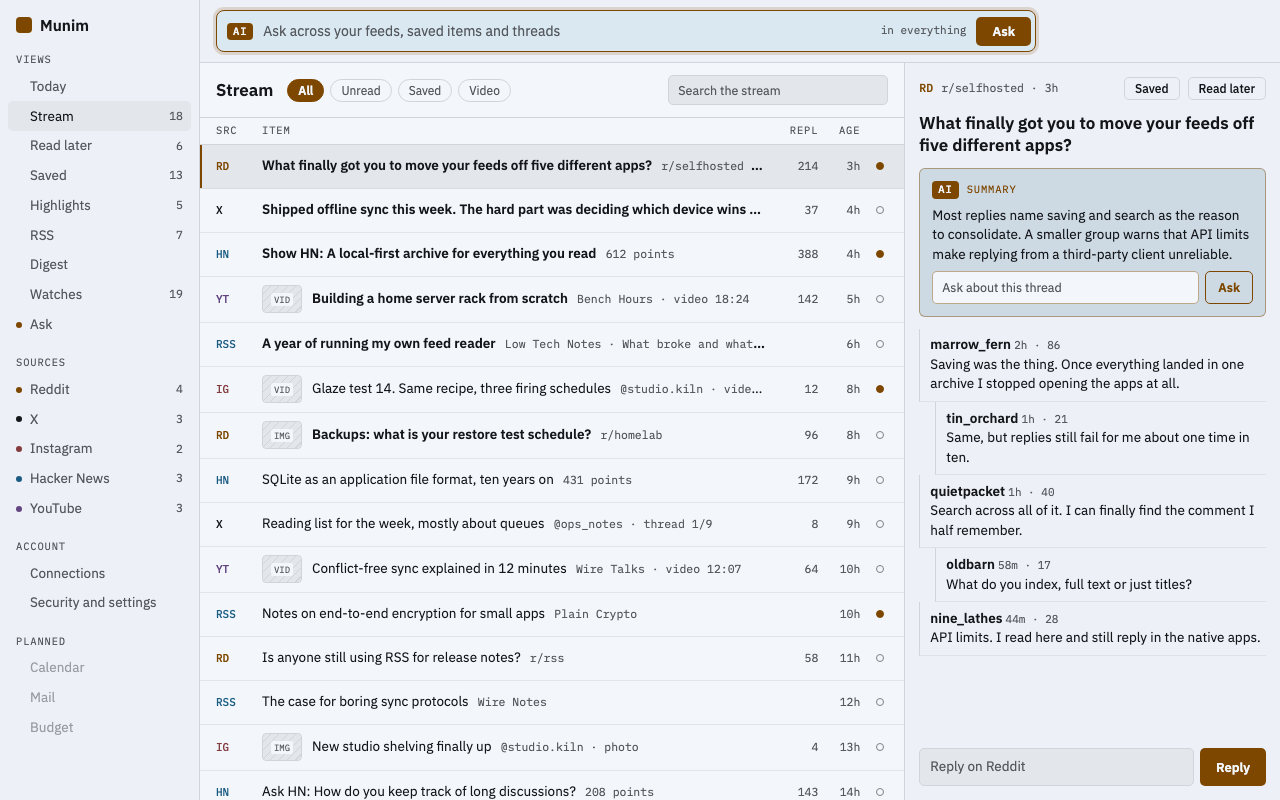 Munim
VIEWS
Today
Stream 18
Read later 6
Saved 13
Highlights 5
RSS 7
Digest
Watches 19
Ask
SOURCES
Reddit 4
X 3
Instagram 2
Hacker News 3
YouTube 3
ACCOUNT
Connections
Security and settings
PLANNED
Calendar
Mail
Budget
AI Ask across your feeds, saved items and threads in everything Ask
Stream All Unread Saved Video Search the stream
SRC ITEM REPL AGE
RD What finally got you to move your feeds off five different apps? r/selfhosted ... 214 3h
X Shipped offline sync this week. The hard part was deciding which device wins ... 37 4h
HN Show HN: A local-first archive for everything you read 612 points 388 4h
YT VID Building a home server rack from scratch Bench Hours · video 18:24 142 5h
RSS A year of running my own feed reader Low Tech Notes · What broke and what... 6h
IG VID Glaze test 14. Same recipe, three firing schedules @studio.kiln · vide... 12 8h
RD IMG Backups: what is your restore test schedule? r/homelab 96 8h
HN SQLite as an application file format, ten years on 431 points 172 9h
X Reading list for the week, mostly about queues @ops_notes · thread 1/9 8 9h
YT VID Conflict-free sync explained in 12 minutes Wire Talks · video 12:07 64 10h
RSS Notes on end-to-end encryption for small apps Plain Crypto 10h
RD Is anyone still using RSS for release notes? r/rss 58 11h
RSS The case for boring sync protocols Wire Notes 12h
IG IMG New studio shelving finally up @studio.kiln · photo 4 13h
HN Ask HN: How do you keep track of long discussions? 208 points 143 14h
RD r/selfhosted · 3h Saved Read later
What finally got you to move your feeds off
five different apps?
AI SUMMARY
Most replies name saving and search as the reason
to consolidate. A smaller group warns that API limits
make replying from a third-party client unreliable.
Ask about this thread Ask
marrow_fern 2h · 86
Saving was the thing. Once everything landed in one
archive I stopped opening the apps at all.
tin_orchard 1h · 21
Same, but replies still fail for me about one time in
ten.
quietpacket 1h · 40
Search across all of it. I can finally find the comment I
half remember.
oldbarn 58m · 17
What do you index, full text or just titles?
nine_lathes 44m · 28
API limits. I read here and still reply in the native apps.
Reply on Reddit Reply